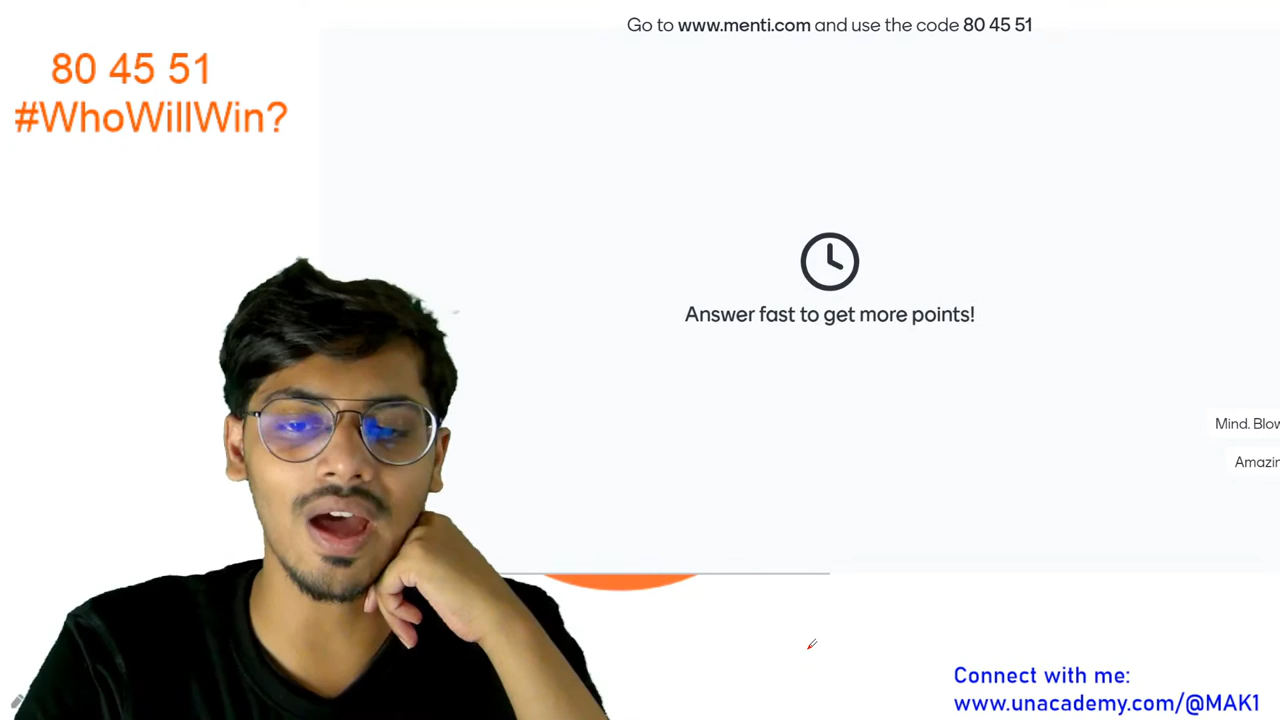 Go to www.menti.com and use the code 80 45 51
80 45 51
#WhoWillWin?
Answer fast to get more points!
Mind.
Connect with me:
www.unacademy.com/@MAK1